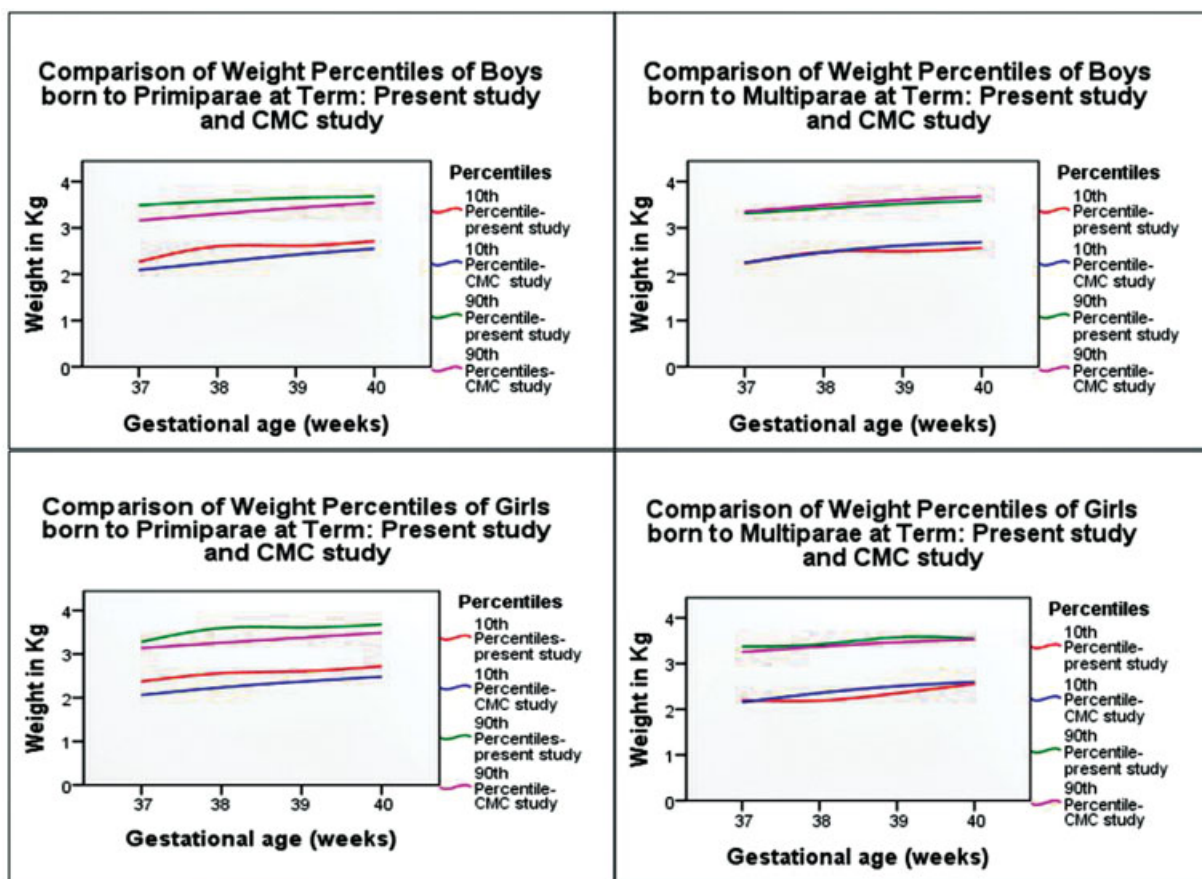 Comparison of Weight Percentiles of Boys
born to Primiparae at Term: Present study
and CMC study
Weight in Kg
4
3
2
1
0
37 38 39 40
Gestational age (weeks)
Percentiles
10th
Percentile-
present study
10th
Percentile-
CMC study
90th
Percentile-
present study
90th
Percentiles-
CMC study
Comparison of Weight Percentiles of Boys
born to Multiparae at Term: Present study
and CMC study
Weight in Kg
4
3
2
1
0
37 38 39 40
Gestational age (weeks)
Percentiles
10th
Percentile-
present study
10th
Percentile-
CMC study
90th
Percentile-
present study
90th
Percentile-
CMC study
Comparison of Weight Percentiles of Girls
born to Primiparae at Term: Present study
and CMC study
Weight in Kg
4
3
2
1
0
37 38 39 40
Gestational age (weeks)
Percentiles
10th
Percentiles-
present study
10th
Percentile-
CMC study
90th
Percentiles-
present study
90th
Percentile-
CMC study
Comparison of Weight Percentiles of Girls
born to Multiparae at Term: Present study
and CMC study
Weight in Kg
4
3
2
1
0
37 38 39 40
Gestational age (weeks)
Percentiles
10th
Percentile-
present study
10th
Percentile-
CMC study
90th
Percentile-
present study
90th
Percentile-
CMC study